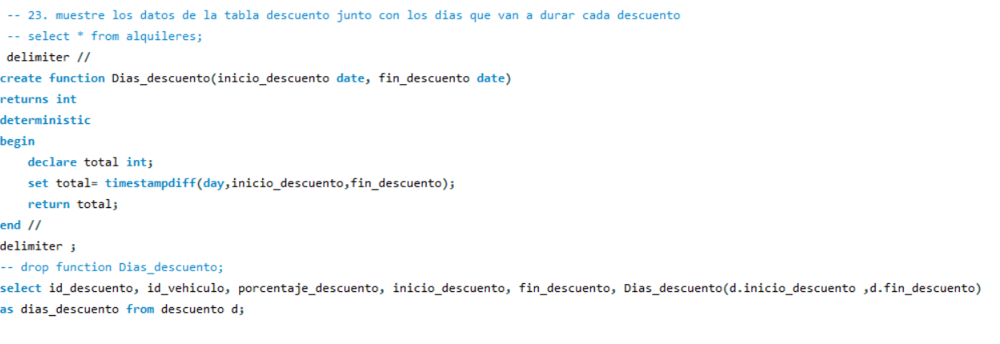 -- 23. muestre los datos de la tabla descuento junto con los dias que van a durar cada descuento
-- select * from alquileres;
delimiter //
create function Dias_descuento(inicio_descuento date, fin_descuento date)
returns int
deterministic
begin
    declare total int;
    set total= timestampdiff(day,inicio_descuento,fin_descuento);
    return total;
end //
delimiter ;
-- drop function Dias_descuento;
select id_descuento, id_vehiculo, porcentaje_descuento, inicio_descuento, fin_descuento, Dias_descuento(d.inicio_descuento ,d.fin_descuento)
as dias_descuento from descuento d;